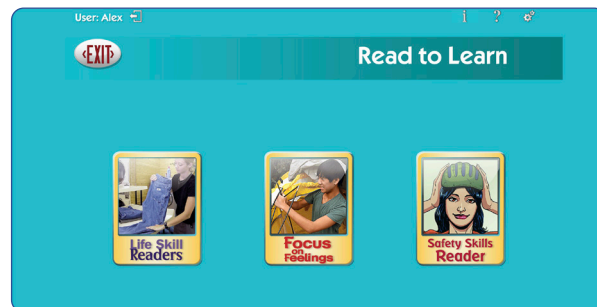 User: Alex
i ?
‹EXIT›
Read to Learn
Life Skill
Readers
Focus
on
Feelings
Safety Skills
Reader